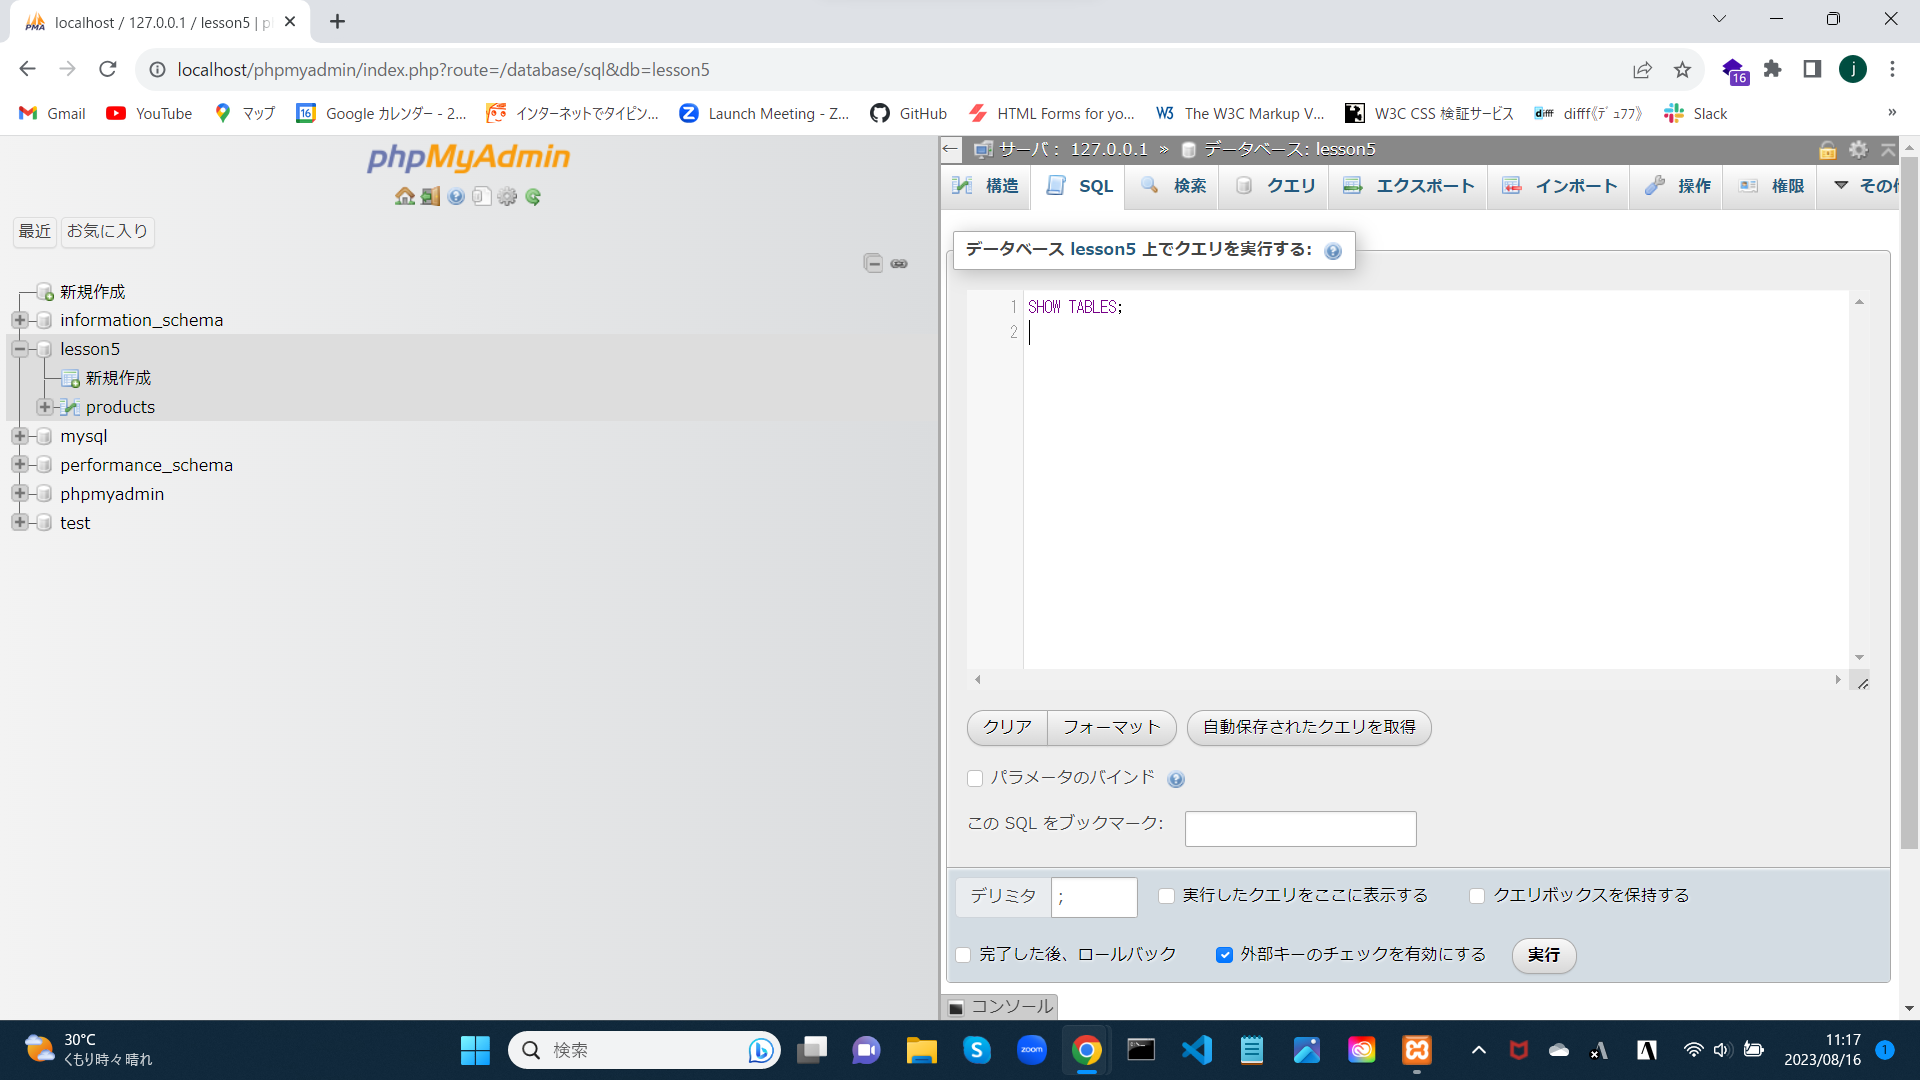 localhost / 127.0.0.1 / lesson5 | p
localhost/phpmyadmin/index.php?route=/database/sql&db=lesson5
16
j
Gmail
YouTube
マップ
16
Google カレンダー - 2...
インターネットでタイピン...
Launch Meeting - Z...
GitHub
HTML Forms for yo...
The W3C Markup V...
W3C CSS 検証サービス
difff《ﾃﾞｭﾌﾌ》
Slack
»
phpMyAdmin
最近
お気に入り
新規作成
information_schema
lesson5
新規作成
products
mysql
performance_schema
phpmyadmin
test
サーバ: 127.0.0.1 » データベース: lesson5
構造
SQL
検索
クエリ
エクスポート
インポート
操作
権限
その他
データベース lesson5 上でクエリを実行する:
1 SHOW TABLES;
2
クリア
フォーマット
自動保存されたクエリを取得
パラメータのバインド
この SQL をブックマーク:
デリミタ
;
実行したクエリをここに表示する
クエリボックスを保持する
完了した後、ロールバック
外部キーのチェックを有効にする
実行
コンソール
30°C
くもり時々晴れ
検索
zoom
11:17
2023/08/16
1